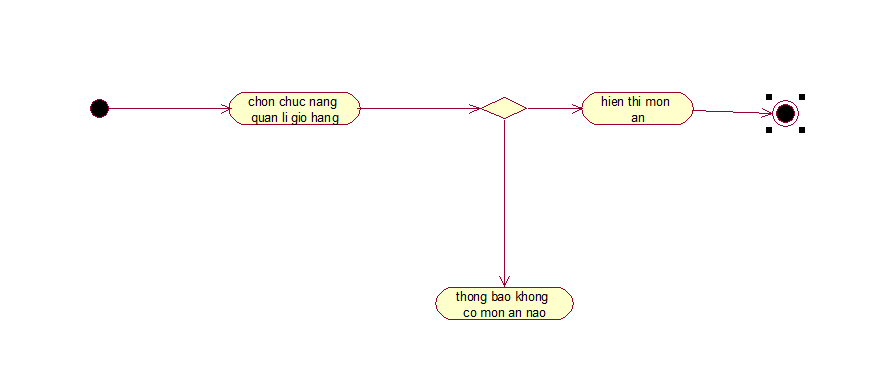 chon chuc nang
quan li gio hang
hien thi mon
an
thong bao khong
co mon an nao